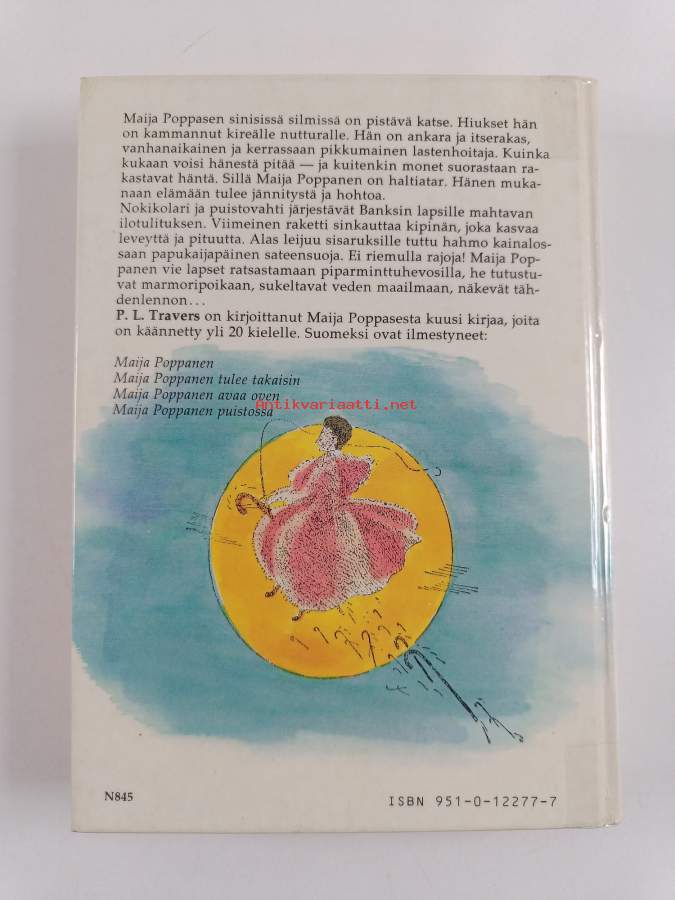 Maija Poppasen sinisissä silmissä on pistävä katse. Hiukset hän
on kammannut kireälle nutturalle. Hän on ankara ja itserakas,
vanhanaikainen ja kerrassaan pikkumainen lastenhoitaja. Kuinka
kukaan voisi hänestä pitää — ja kuitenkin monet suorastaan ra-
kastavat häntä. Sillä Maija Poppanen on haltiatar. Hänen muka-
naan elämään tulee jännitystä ja hohtoa.
Nokikolari ja puistovahti järjestävät Banksin lapsille mahtavan
ilotulituksen. Viimeinen raketti sinkauttaa kipinän, joka kasvaa
leveyttä ja pituutta. Alas leijuu sisaruksille tuttu hahmo kainalos-
saan papukaijapäinen sateensuoja. Ei riemulla rajoja! Maija Pop-
panen vie lapset ratsastamaan piparminttuhevosilla, he tutustu-
vat marmoripoikaan, sukeltavat veden maailmaan, näkevät täh-
denlennon...
P. L. Travers on kirjoittanut Maija Poppasesta kuusi kirjaa, joita
on käännetty yli 20 kielelle. Suomeksi ovat ilmestyneet:
Maija Poppanen
Maija Poppanen tulee takaisin
Maija Poppanen avaa oven
Antikvariaatti.net
Maija Poppanen puistossa
N845
ISBN 951-0-12277-7